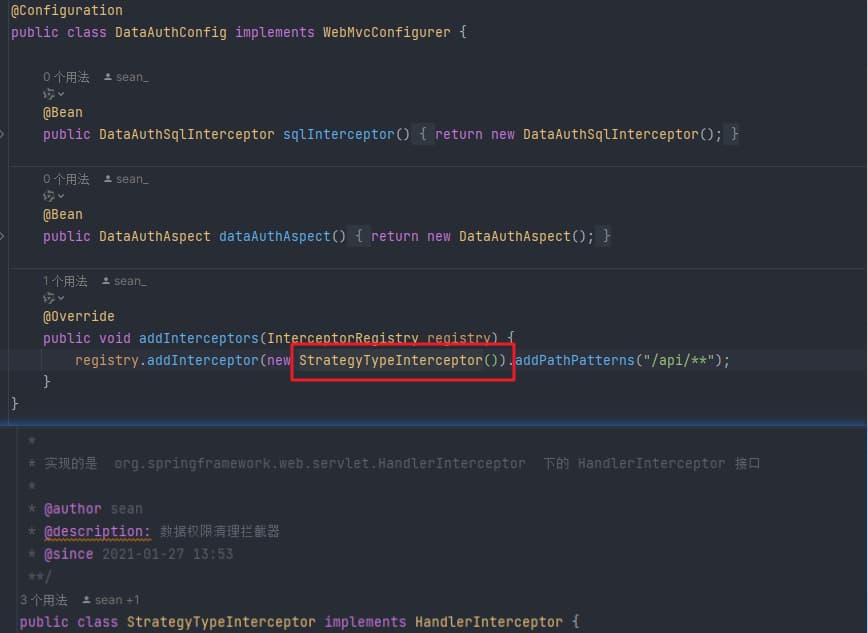 @Configuration
public class DataAuthConfig implements WebMvcConfigurer {
0 个用法 sean_
@Bean
public DataAuthSqlInterceptor sqlInterceptor() { return new DataAuthSqlInterceptor(); }
0 个用法 sean_
@Bean
public DataAuthAspect dataAuthAspect() { return new DataAuthAspect(); }
1 个用法 sean_
@Override
public void addInterceptors(InterceptorRegistry registry) {
registry.addInterceptor(new StrategyTypeInterceptor()).addPathPatterns("/api/**");
}
}
*
* 实现的是 org.springframework.web.servlet.HandlerInterceptor 下的 HandlerInterceptor 接口
*
* @author sean
* @description: 数据权限清理拦截器
* @since 2021-01-27 13:53
**/
3 个用法 sean +1
public class StrategyTypeInterceptor implements HandlerInterceptor {